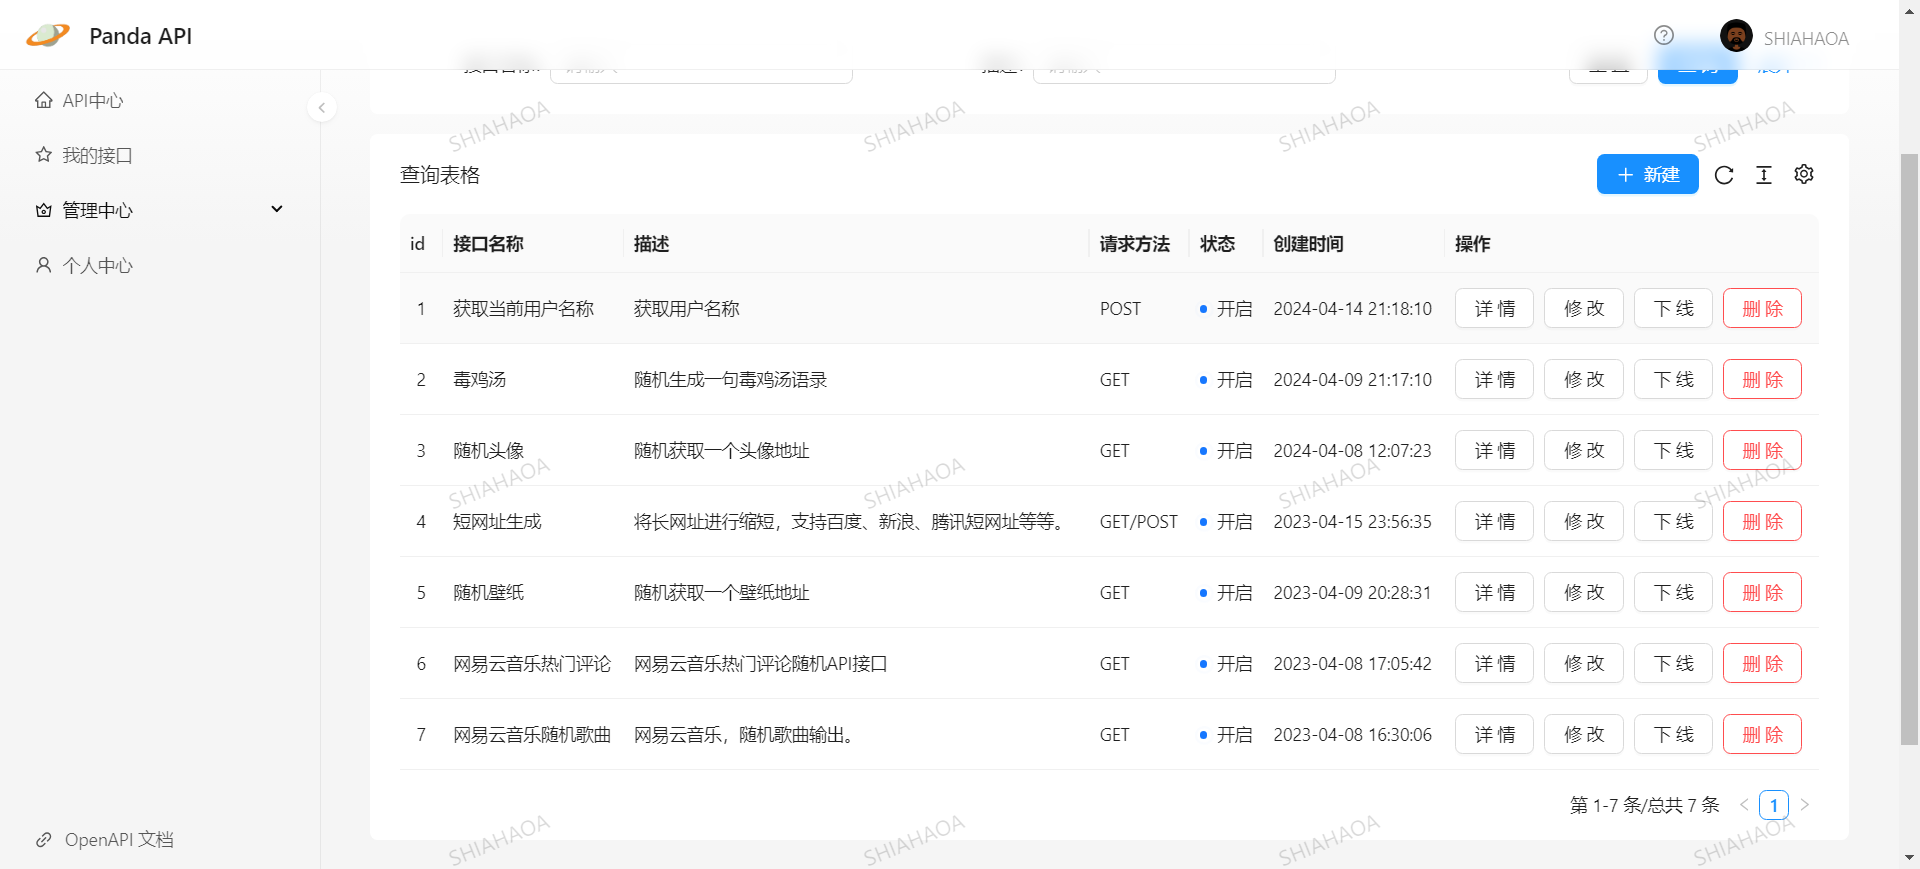 Panda API
SHIAHAOA
API中心
我的接口
管理中心
个人中心
OpenAPI 文档
查询表格
新建
id 接口名称 描述 请求方法 状态 创建时间 操作
1 获取当前用户名称 获取用户名称 POST 开启 2024-04-14 21:18:10 详情 修改 下线 删除
2 毒鸡汤 随机生成一句毒鸡汤语录 GET 开启 2024-04-09 21:17:10 详情 修改 下线 删除
3 随机头像 随机获取一个头像地址 GET 开启 2024-04-08 12:07:23 详情 修改 下线 删除
4 短网址生成 将长网址进行缩短，支持百度、新浪、腾讯短网址等等。 GET/POST 开启 2023-04-15 23:56:35 详情 修改 下线 删除
5 随机壁纸 随机获取一个壁纸地址 GET 开启 2023-04-09 20:28:31 详情 修改 下线 删除
6 网易云音乐热门评论 网易云音乐热门评论随机API接口 GET 开启 2023-04-08 17:05:42 详情 修改 下线 删除
7 网易云音乐随机歌曲 网易云音乐，随机歌曲输出。 GET 开启 2023-04-08 16:30:06 详情 修改 下线 删除
第 1-7 条/总共 7 条 1
SHIAHAOA SHIAHAOA SHIAHAOA SHIAHAOA
SHIAHAOA SHIAHAOA SHIAHAOA SHIAHAOA
SHIAHAOA SHIAHAOA SHIAHAOA SHIAHAOA